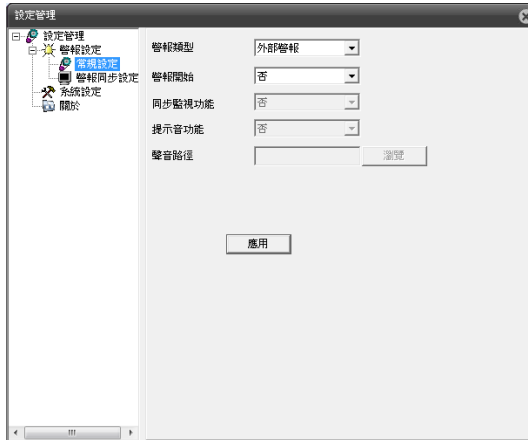 設定管理
設定管理
警報設定
常規設定
警報同步設定
系統設定
關於
警報類型 外部警報
警報開始 否
同步監視功能 否
提示音功能 否
聲音路徑 瀏覽
應用